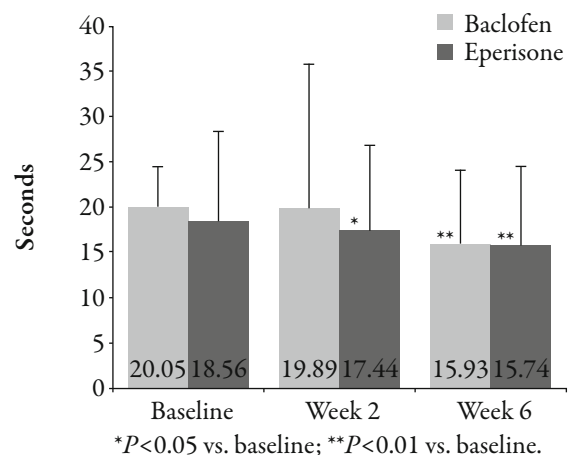 Baclofen
Eperisone
Seconds
40
35
30
25
20
15
10
5
0
*
**
**
20.05 18.56 19.89 17.44 15.93 15.74
Baseline Week 2 Week 6
*P<0.05 vs. baseline; **P<0.01 vs. baseline.